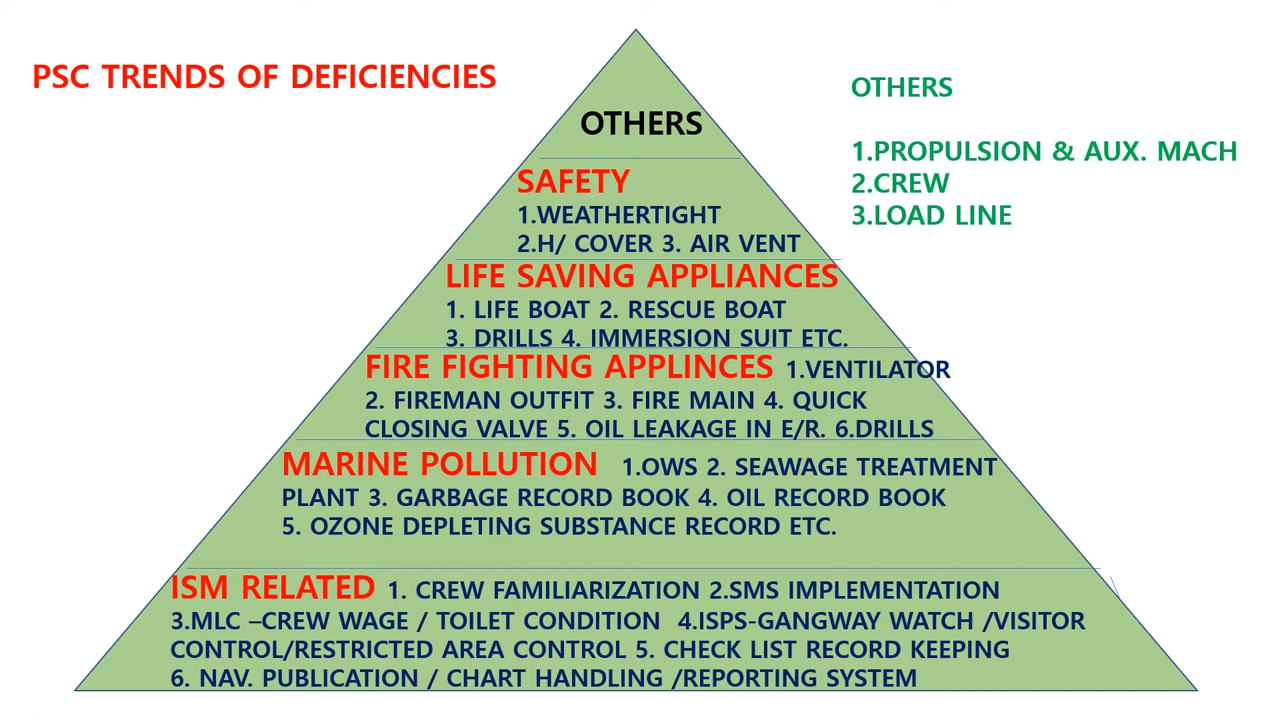 PSC TRENDS OF DEFICIENCIES
OTHERS
SAFETY
1.WEATHERTIGHT
2.H/ COVER 3. AIR VENT
LIFE SAVING APPLIANCES
1. LIFE BOAT 2. RESCUE BOAT
3. DRILLS 4. IMMERSION SUIT ETC.
FIRE FIGHTING APPLINCES 1.VENTILATOR
2. FIREMAN OUTFIT 3. FIRE MAIN 4. QUICK
CLOSING VALVE 5. OIL LEAKAGE IN E/R. 6.DRILLS
MARINE POLLUTION 1.OWS 2. SEAWAGE TREATMENT
PLANT 3. GARBAGE RECORD BOOK 4. OIL RECORD BOOK
5. OZONE DEPLETING SUBSTANCE RECORD ETC.
ISM RELATED 1. CREW FAMILIARIZATION 2.SMS IMPLEMENTATION
3.MLC –CREW WAGE / TOILET CONDITION 4.ISPS-GANGWAY WATCH /VISITOR
CONTROL/RESTRICTED AREA CONTROL 5. CHECK LIST RECORD KEEPING
6. NAV. PUBLICATION / CHART HANDLING /REPORTING SYSTEM
OTHERS
1.PROPULSION & AUX. MACH
2.CREW
3.LOAD LINE